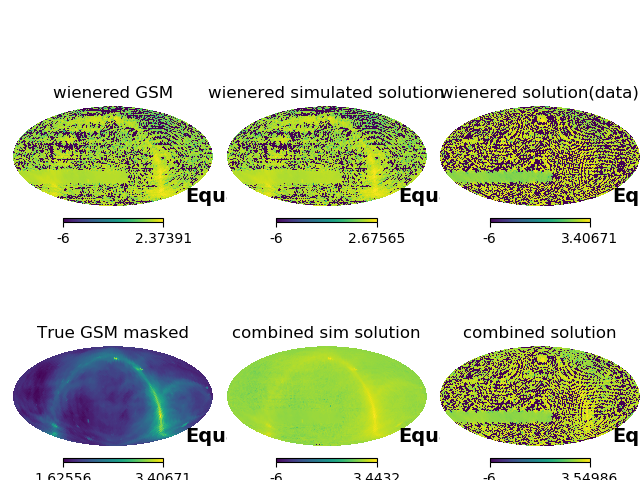 wienered GSM
wienered simulated solution
wienered solution(data)
Equ
Equ
Eq
-6 2.37391
-6 2.67565
-6 3.40671
True GSM masked
combined sim solution
combined solution
Equ
Equ
Eq
1.62556 3.40671
-6 3.4432
-6 3.54986